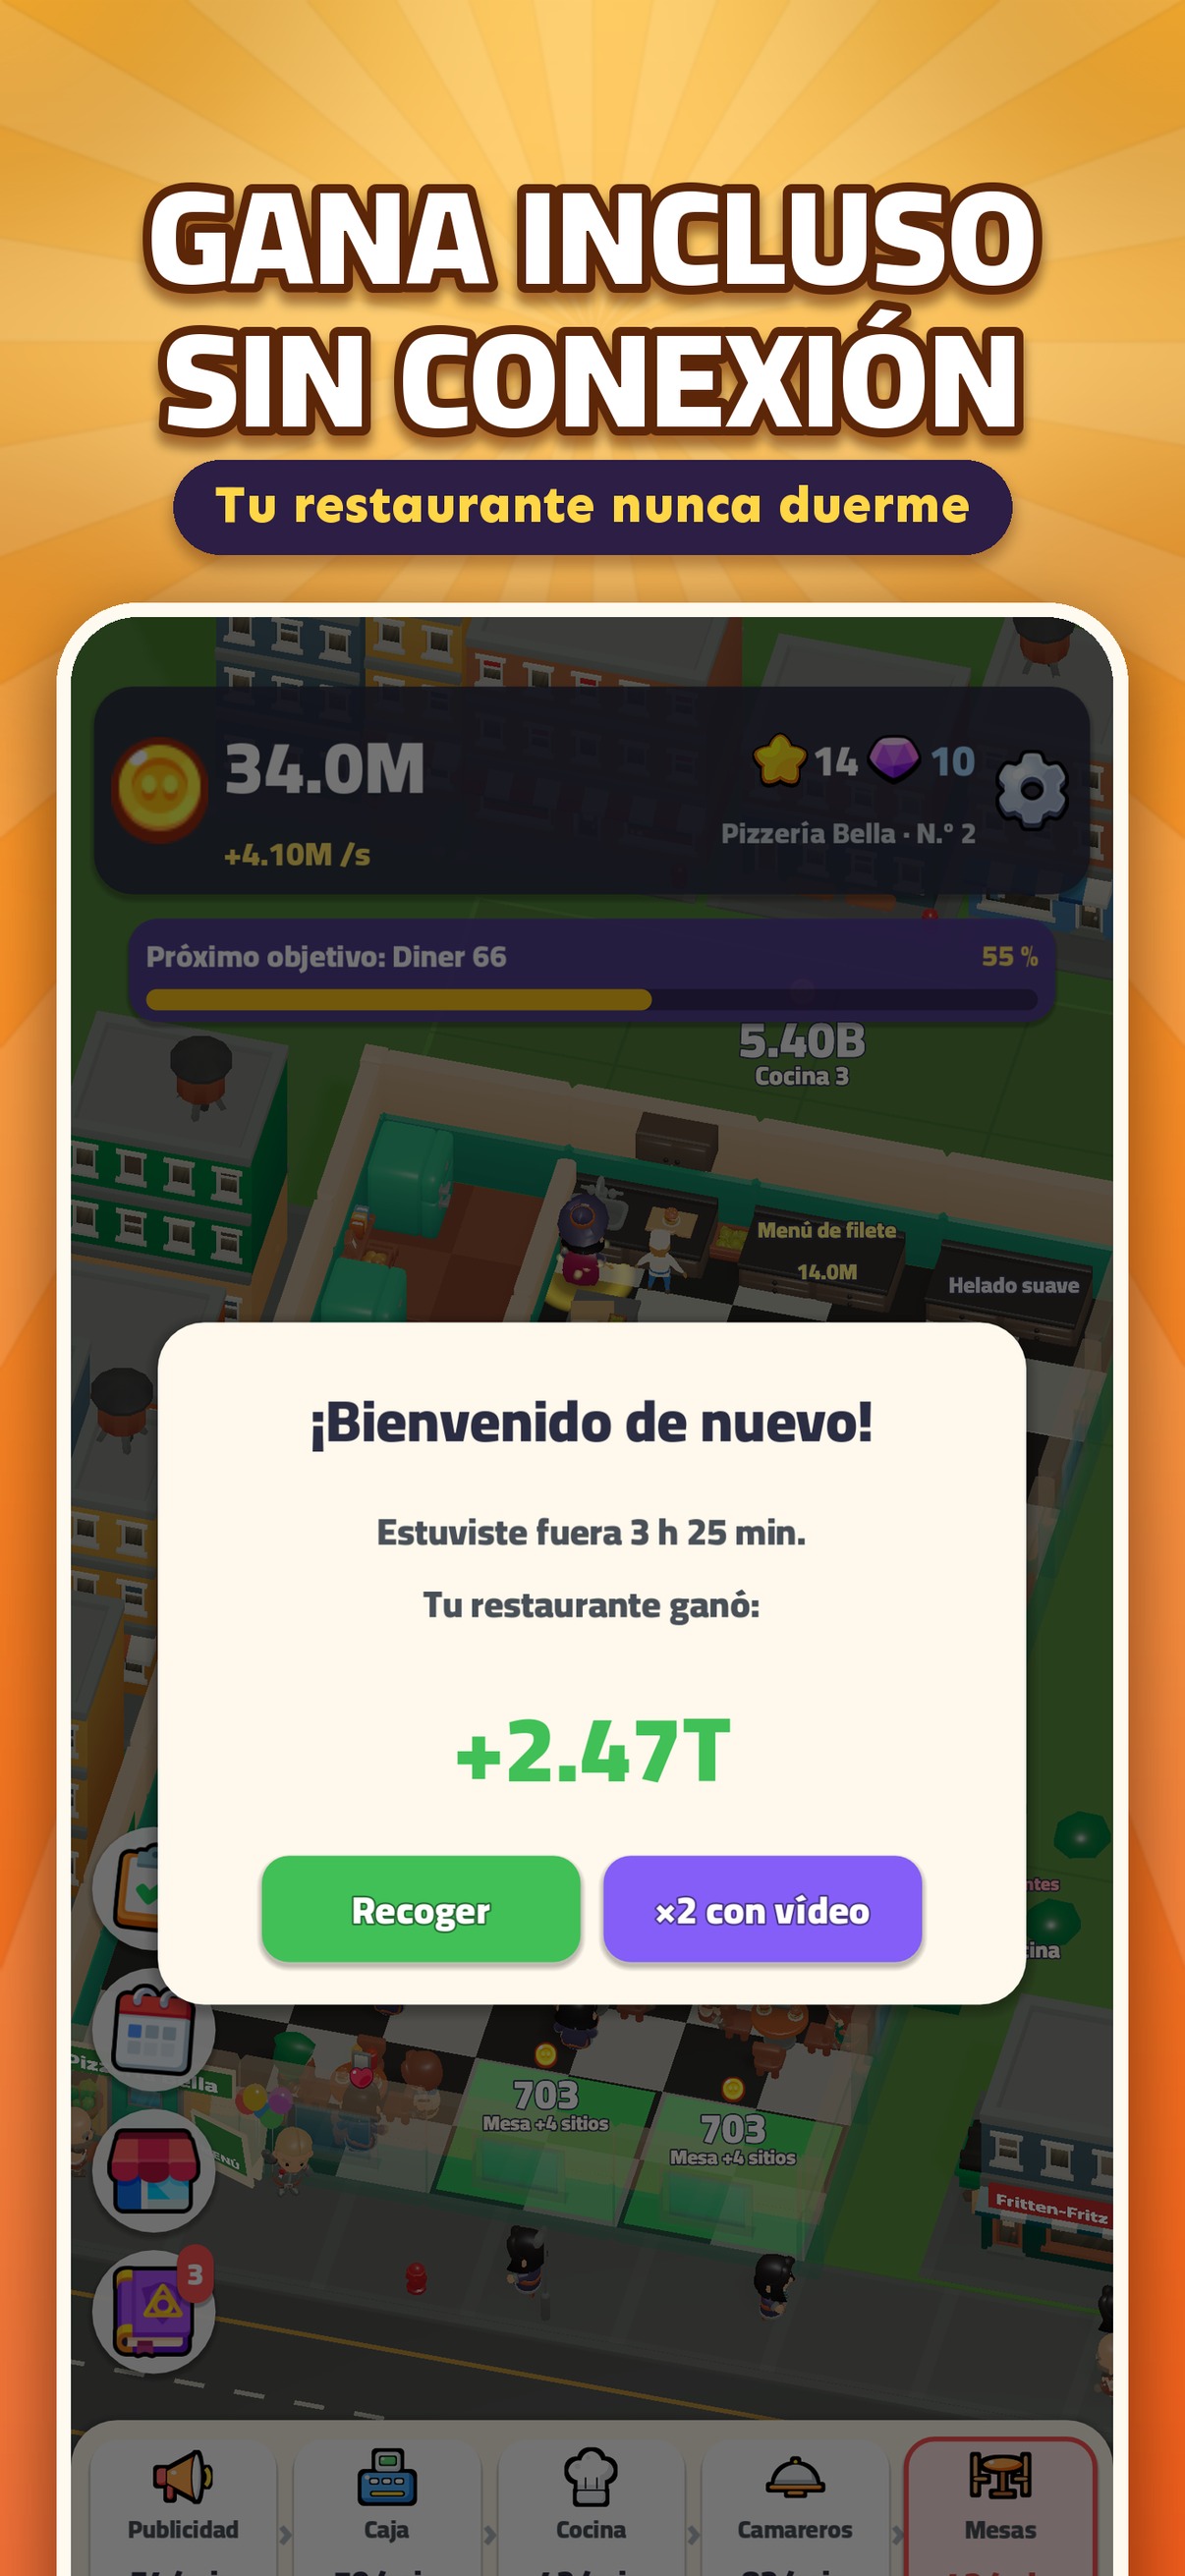 GANA INCLUSO
SIN CONEXIÓN
Tu restaurante nunca duerme
34.0M
14
10
+4.10M /s
Pizzería Bella · N.º 2
Próximo objetivo: Diner 66
55 %
5.40B
Cocina 3
Menú de filete
14.0M
Helado suave
¡Bienvenido de nuevo!
Estuviste fuera 3 h 25 min.
Tu restaurante ganó:
+2.47T
Recoger
×2 con vídeo
703
Mesa +4 sitios
703
Mesa +4 sitios
Fritten-Fritz
3
Publicidad
Caja
Cocina
Camareros
Mesas